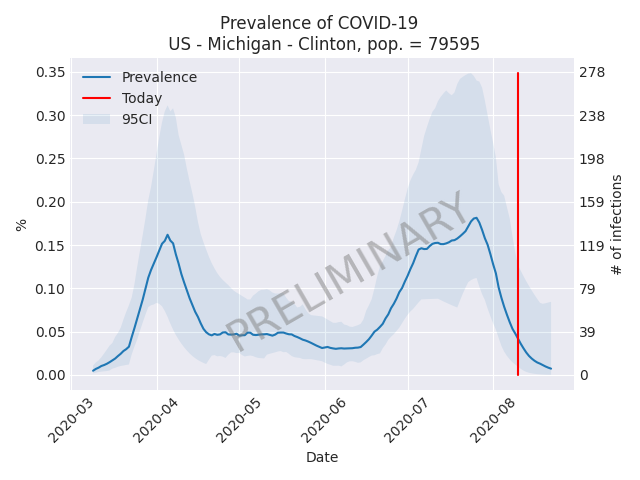 Prevalence of COVID-19
US - Michigan - Clinton, pop. = 79595
Prevalence
Today
95CI
0.35
0.30
0.25
0.20
0.15
0.10
0.05
0.00
%
278
238
198
159
119
79
39
0
# of infections
PRELIMINARY
2020-03
2020-04
2020-05
2020-06
2020-07
2020-08
Date